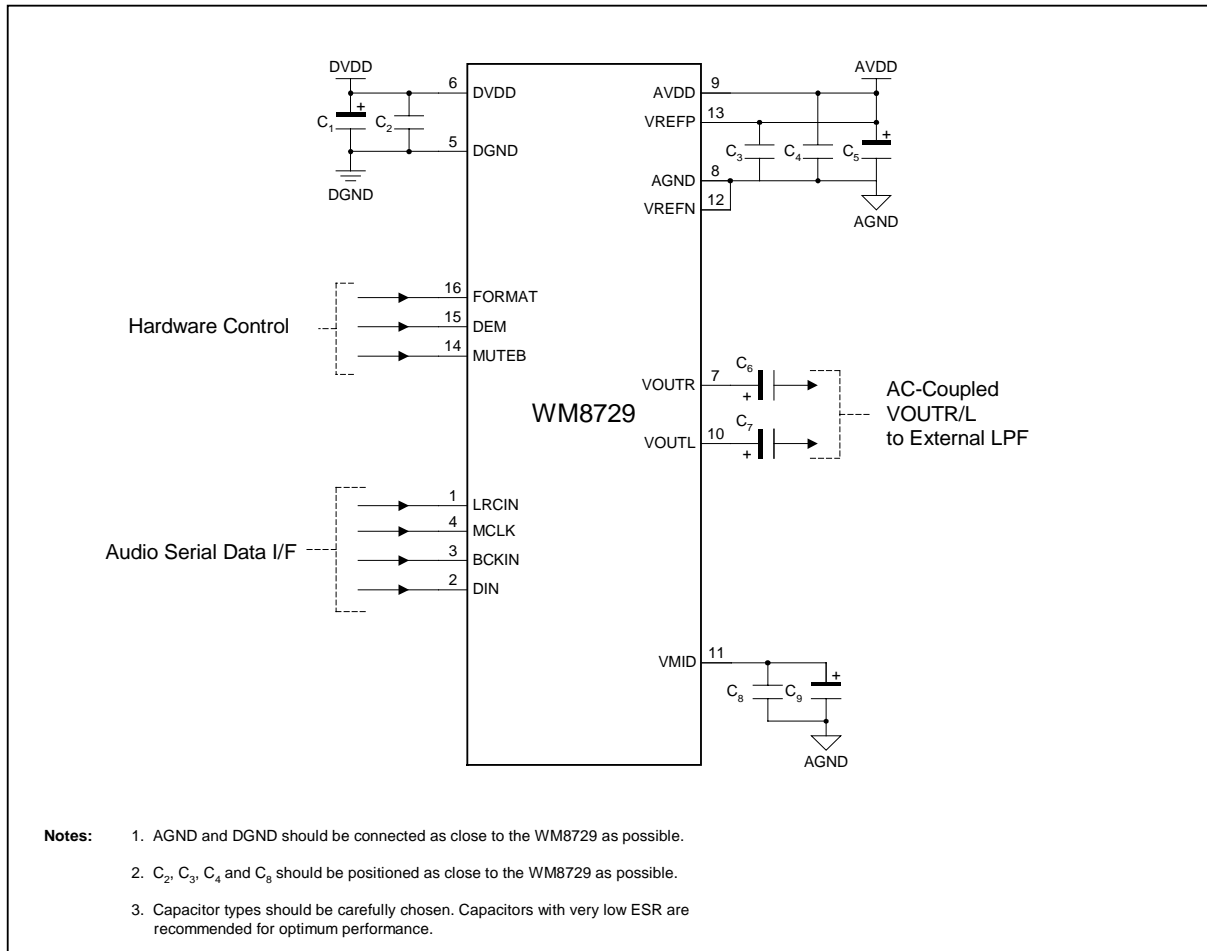 DVDD
6
DVDD
C1
+
C2
5
DGND
DGND
AVDD
9
AVDD
13
VREFP
C3
C4
C5
+
8
AGND
12
VREFN
AGND
Hardware Control
16
FORMAT
15
DEM
14
MUTEB
WM8729
VOUTR
7
C6
+
VOUTL
10
C7
+
AC-Coupled
VOUTR/L
to External LPF
Audio Serial Data I/F
1
LRCIN
4
MCLK
3
BCKIN
2
DIN
VMID
11
C8
C9
+
AGND
Notes: 1. AGND and DGND should be connected as close to the WM8729 as possible.
2. C2, C3, C4 and C8 should be positioned as close to the WM8729 as possible.
3. Capacitor types should be carefully chosen. Capacitors with very low ESR are
recommended for optimum performance.